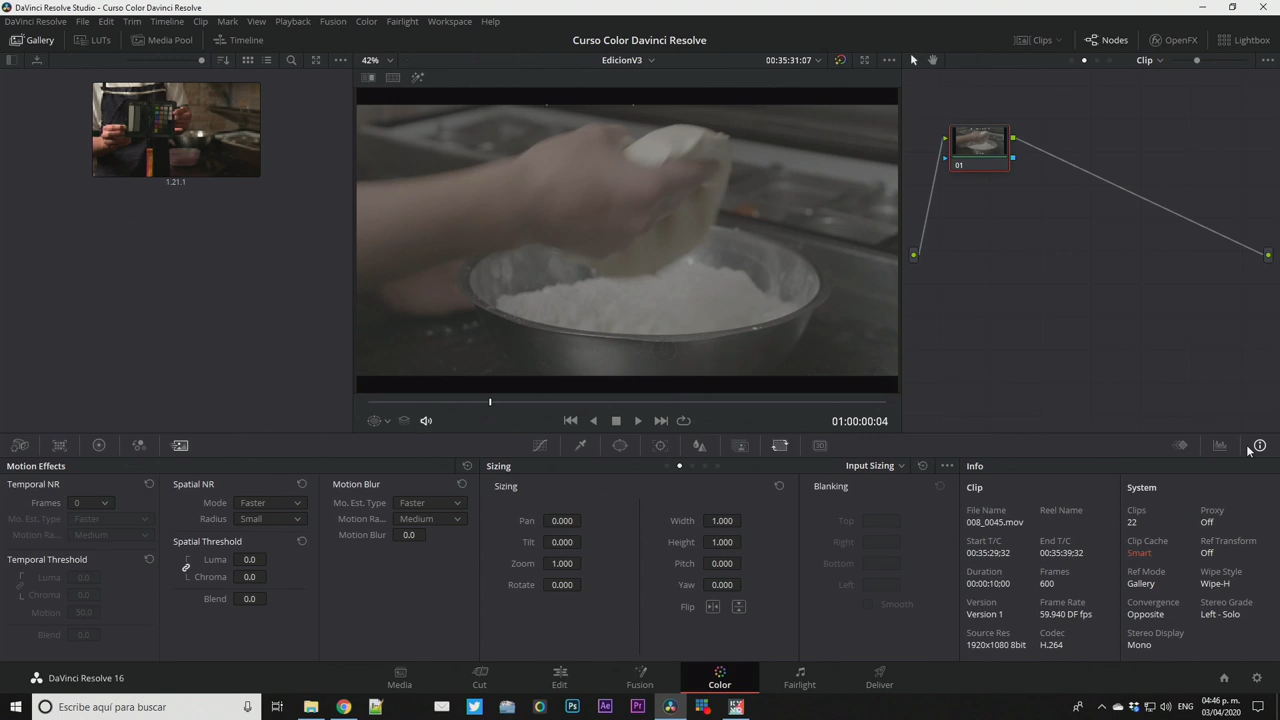 DaVinci Resolve Studio - Curso Color Davinci Resolve
DaVinci Resolve File Edit Trim Timeline Clip Mark View Playback Fusion Color Fairlight Workspace Help
Gallery LUTs Media Pool Timeline Curso Color Davinci Resolve Clips Nodes OpenFX Lightbox
42% EdicionV3 00:35:31:07 Clip
1.21.1
01
01:00:00:04
Motion Effects Sizing Input Sizing Info
Temporal NR Spatial NR Motion Blur Sizing Blanking Clip System
Frames 0 Mode Faster Mo. Est. Type Faster
Mo. Est. Type Faster Radius Small Motion Ra... Medium
Motion Ra... Medium Motion Blur 0.0
Spatial Threshold
Temporal Threshold Luma 0.0
Luma 0.0 Chroma 0.0
Chroma 0.0
Motion 50.0 Blend 0.0
Blend 0.0
Pan 0.000 Width 1.000 Top
Tilt 0.000 Height 1.000 Right
Zoom 1.000 Pitch 0.000 Bottom
Rotate 0.000 Yaw 0.000 Left
Flip Smooth
File Name Reel Name Clips Proxy
008_0045.mov 22 Off
Start T/C End T/C Clip Cache Ref Transform
00:35:29;32 00:35:39;32 Smart Off
Duration Frames Ref Mode Wipe Style
00:00:10:00 600 Gallery Wipe-H
Version Frame Rate Convergence Stereo Grade
Version 1 59.940 DF fps Opposite Left - Solo
Source Res Codec Stereo Display
1920x1080 8bit H.264 Mono
DaVinci Resolve 16 Media Cut Edit Fusion Color Fairlight Deliver
Escribe aquí para buscar Ps Ae Pr KYNO ENG 04:46 p. m.
03/04/2020